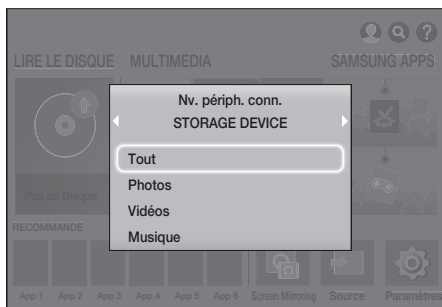 LIRE LE DISQUE MULTIMEDIA SAMSUNG APPS
Nv. périph. conn.
STORAGE DEVICE
Tout
Photos
Vidéos
Musique
Pas de Disque
RECOMMANDE
App 1 App 2 App 3 App 4 App 5 App 6 Screen Mirroring Source Paramètres